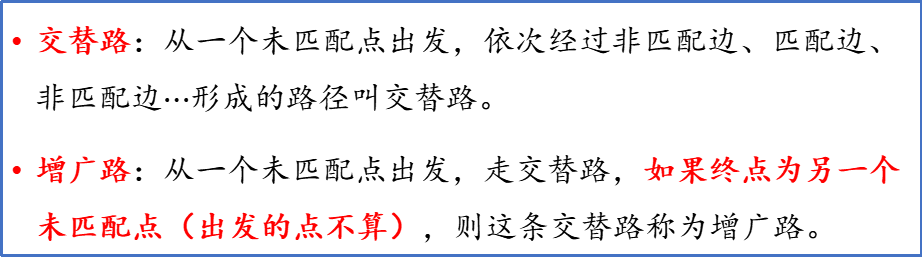 • 交替路：从一个未匹配点出发，依次经过非匹配边、匹配边、
非匹配边…形成的路径叫交替路。
• 增广路：从一个未匹配点出发，走交替路，如果终点为另一个
未匹配点（出发的点不算），则这条交替路称为增广路。